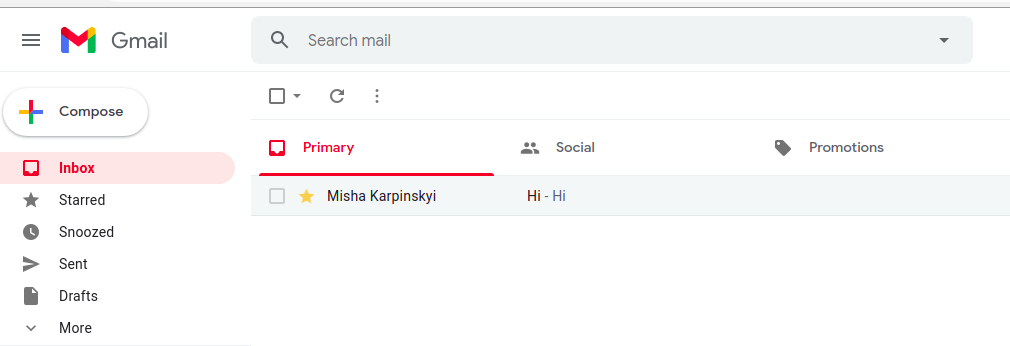 Gmail
Search mail
Compose
Inbox
Starred
Snoozed
Sent
Drafts
More
Primary
Social
Promotions
Misha Karpinskyi
Hi - Hi